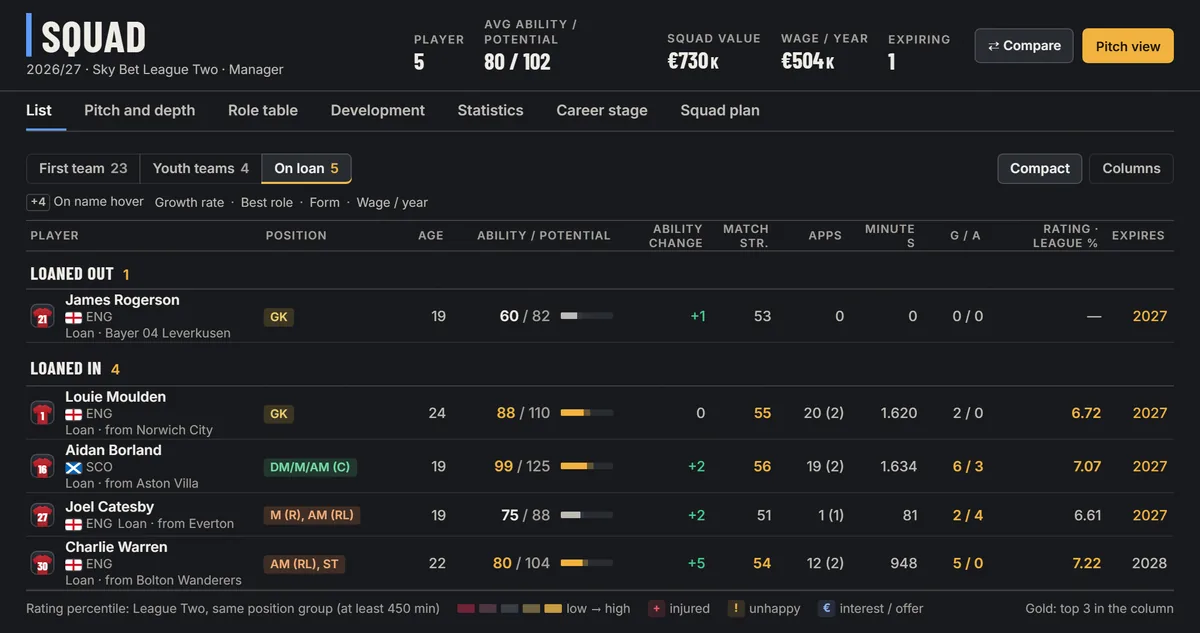 SQUAD
2026/27 · Sky Bet League Two · Manager
PLAYER
5
AVG ABILITY /
POTENTIAL
80 / 102
SQUAD VALUE
€730K
WAGE / YEAR
€504K
EXPIRING
1
⇄ Compare
Pitch view
List Pitch and depth Role table Development Statistics Career stage Squad plan
First team 23 Youth teams 4 On loan 5
Compact Columns
+4 On name hover Growth rate · Best role · Form · Wage / year
PLAYER POSITION AGE ABILITY / POTENTIAL ABILITY CHANGE MATCH STR. APPS MINUTE S G / A RATING · LEAGUE % EXPIRES
LOANED OUT 1
21 James Rogerson
ENG
Loan · Bayer 04 Leverkusen
GK 19 60 / 82 +1 53 0 0 0 / 0 — 2027
LOANED IN 4
1 Louie Moulden
ENG
Loan · from Norwich City
GK 24 88 / 110 0 55 20 (2) 1.620 2 / 0 6.72 2027
16 Aidan Borland
SCO
Loan · from Aston Villa
DM/M/AM (C) 19 99 / 125 +2 56 19 (2) 1.634 6 / 3 7.07 2027
27 Joel Catesby
ENG Loan · from Everton
M (R), AM (RL) 19 75 / 88 +2 51 1 (1) 81 2 / 4 6.61 2027
30 Charlie Warren
ENG
Loan · from Bolton Wanderers
AM (RL), ST 22 80 / 104 +5 54 12 (2) 948 5 / 0 7.22 2028
Rating percentile: League Two, same position group (at least 450 min) low → high + injured ! unhappy € interest / offer Gold: top 3 in the column